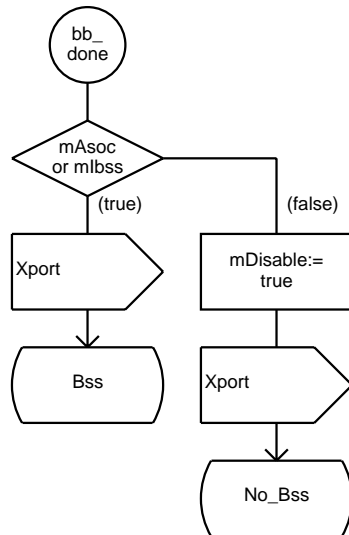 bb_
done
mAsoc
or mIbss
(true)
(false)
Xport
mDisable:=
true
Bss
Xport
No_Bss